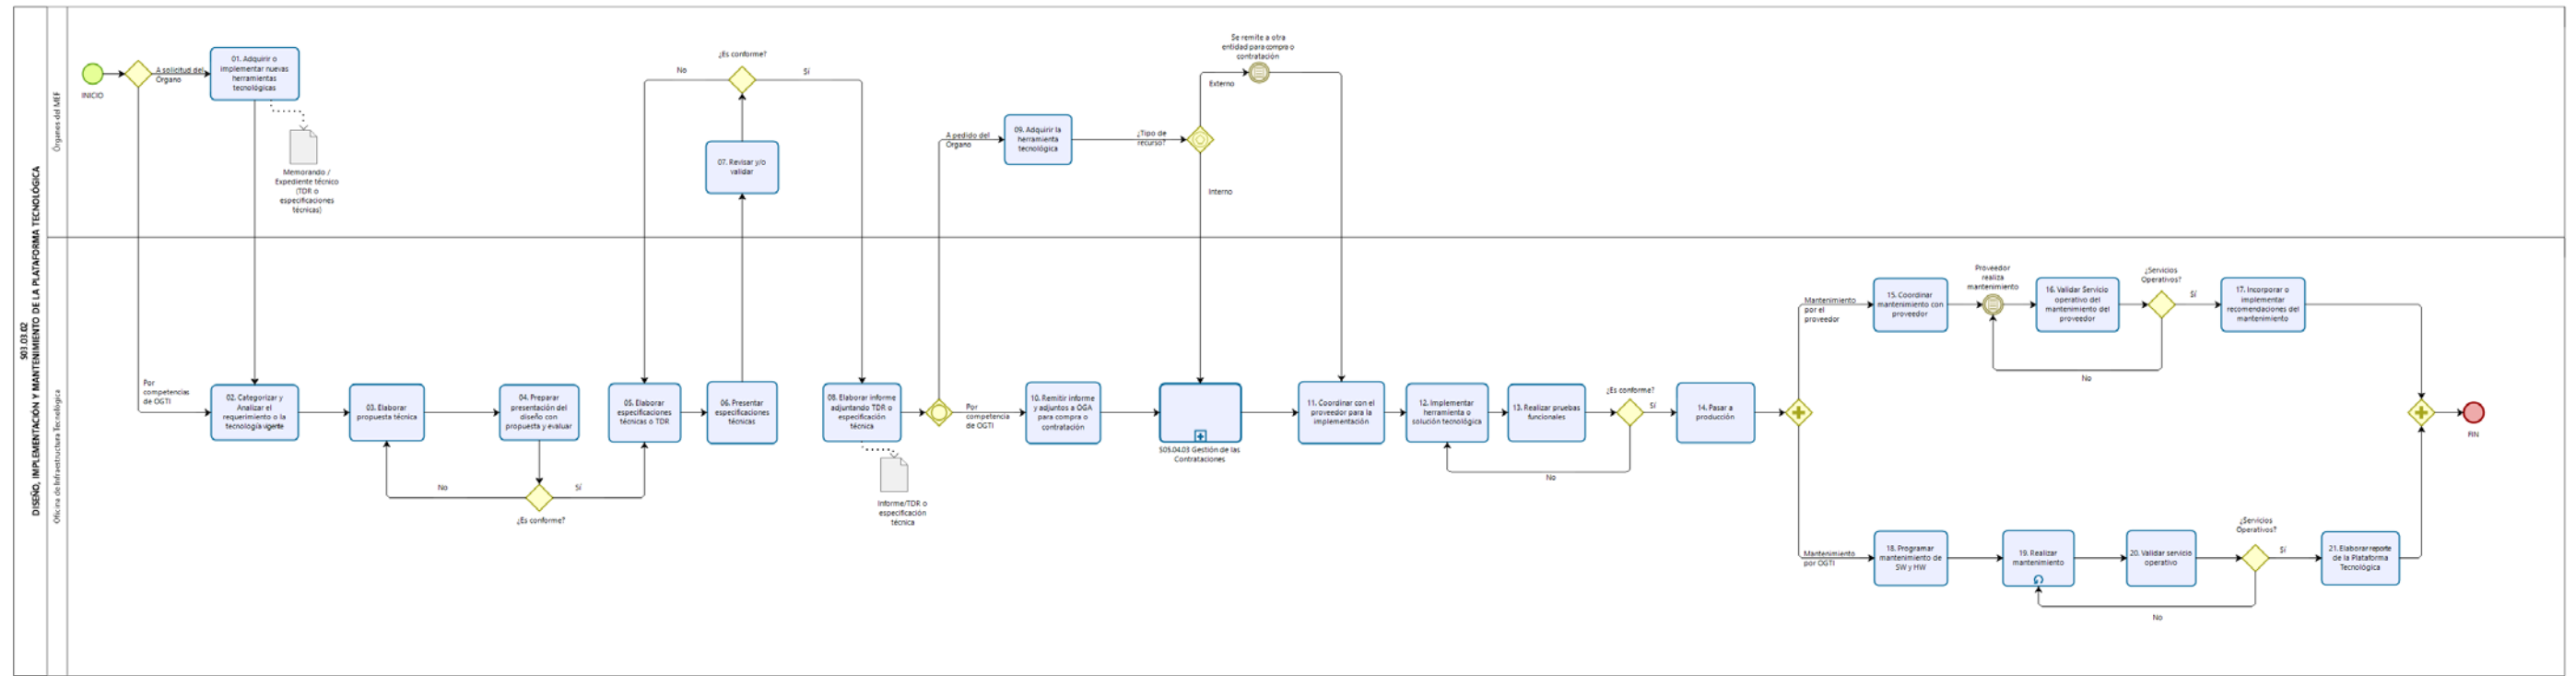 S03.03.02
DISEÑO, IMPLEMENTACIÓN Y MANTENIMIENTO DE LA PLATAFORMA TECNOLÓGICA
Órganos del MEF
Oficina de Infraestructura Tecnológica
INICIO
A solicitud del
Órgano
01. Adquirir o
implementar nuevas
herramientas
tecnológicas
Memorando /
Expediente técnico
(TDR o
especificaciones
técnicas)
Por
competencias
de OGTI
02. Categorizar y
Analizar el
requerimiento o la
tecnología vigente
03. Elaborar
propuesta técnica
04. Preparar
presentación del
diseño con
propuesta y evaluar
No
Sí
¿Es conforme?
05. Elaborar
especificaciones
técnicas o TDR
06. Presentar
especificaciones
técnicas
07. Revisar y/o
validar
¿Es conforme?
No
Sí
08. Elaborar informe
adjuntando TDR o
especificación
técnica
Informe/TDR o
especificación
técnica
A pedido del
Órgano
Por
competencia
de OGTI
09. Adquirir la
herramienta
tecnológica
¿Tipo de
recurso?
Externo
Interno
Se remite a otra
entidad para compra o
contratación
10. Remitir informe
y adjuntos a OGA
para compra o
contratación
S05.04.03 Gestión de las
Contrataciones
11. Coordinar con el
proveedor para la
implementación
12. Implementar
herramienta o
solución tecnológica
13. Realizar pruebas
funcionales
¿Es conforme?
Sí
No
14. Pasar a
producción
Mantenimiento
por el
proveedor
15. Coordinar
mantenimiento con
proveedor
Proveedor
realiza
mantenimiento
16. Validar Servicio
operativo del
mantenimiento del
proveedor
¿Servicios
Operativos?
Sí
No
17. Incorporar o
implementar
recomendaciones del
mantenimiento
Mantenimiento
por OGTI
18. Programar
mantenimiento de
SW y HW
19. Realizar
mantenimiento
20. Validar servicio
operativo
¿Servicios
Operativos?
Sí
No
21. Elaborar reporte
de la Plataforma
Tecnológica
FIN